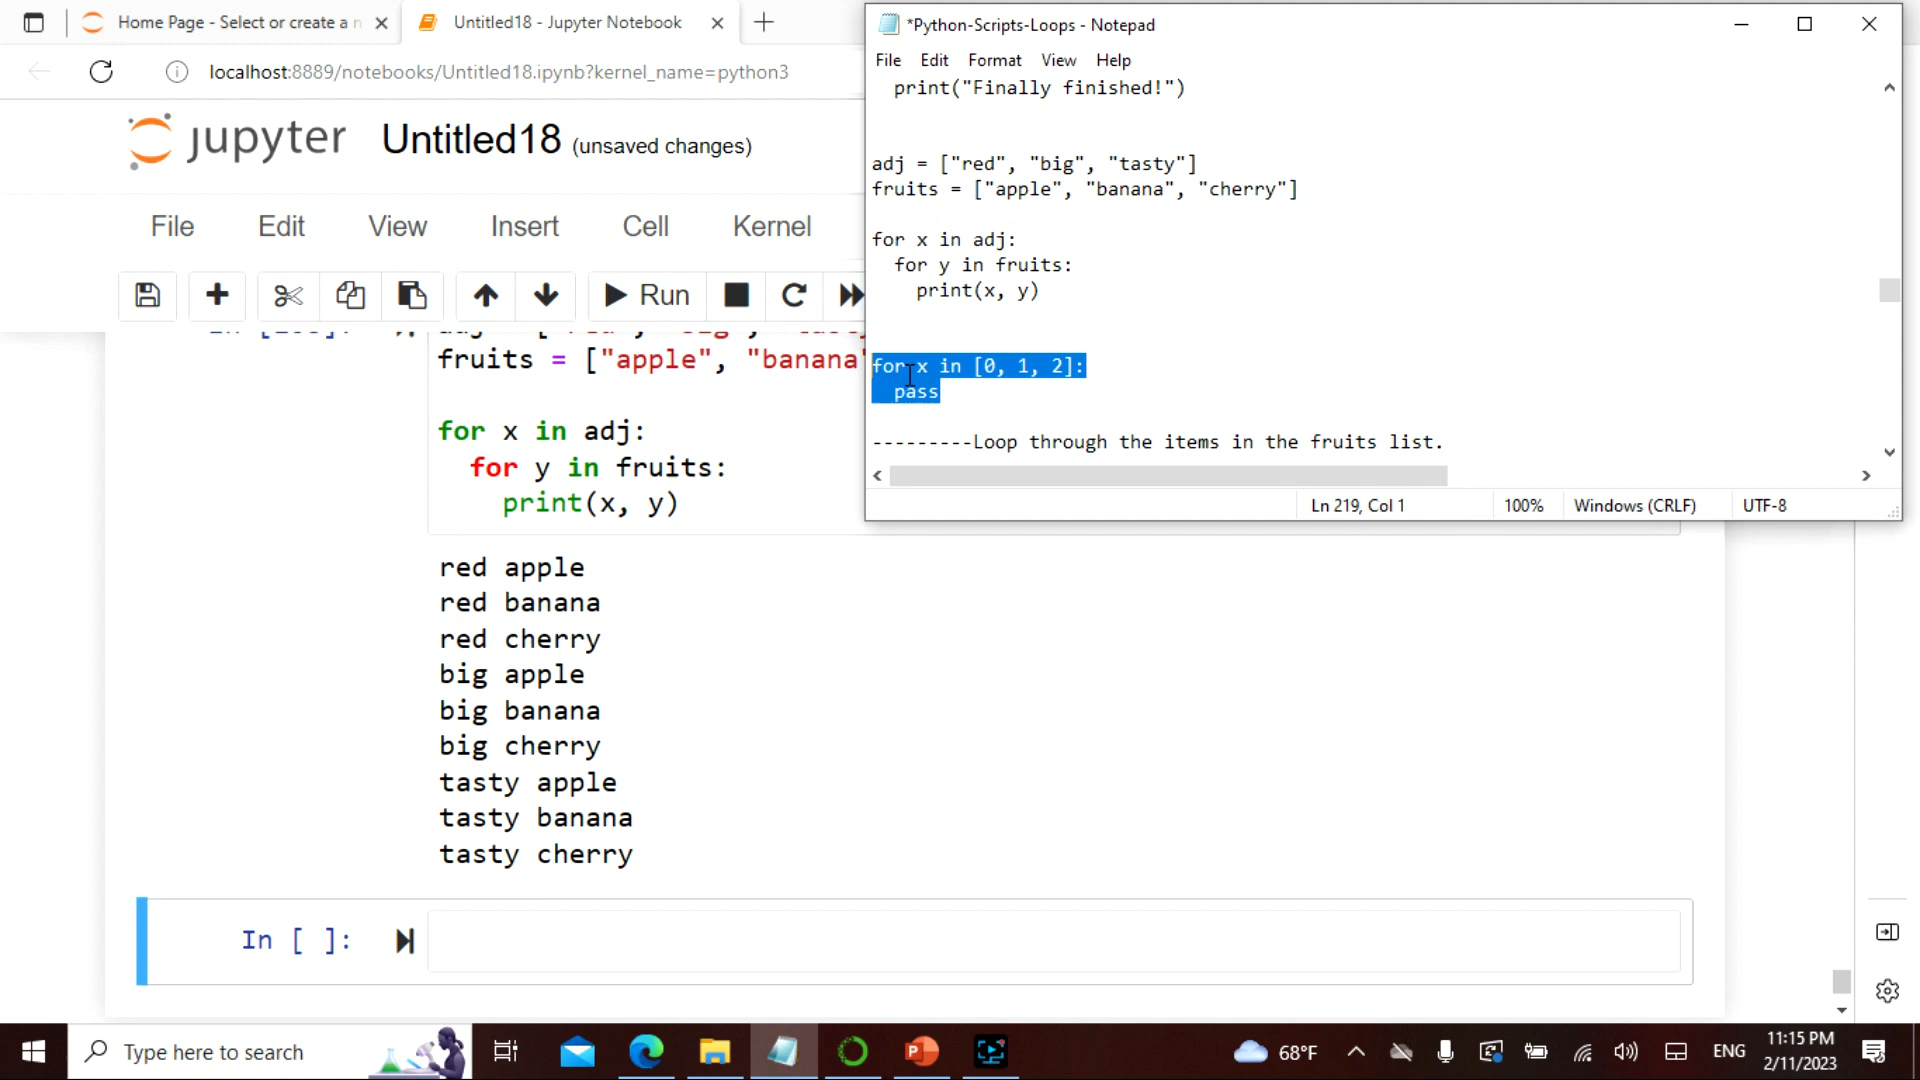 Home Page - Select or create a n
Untitled18 - Jupyter Notebook
localhost:8889/notebooks/Untitled18.ipynb?kernel_name=python3
jupyter Untitled18 (unsaved changes)
File Edit View Insert Cell Kernel
Run
fruits = ["apple", "banana"
for x in adj:
for y in fruits:
print(x, y)
red apple
red banana
red cherry
big apple
big banana
big cherry
tasty apple
tasty banana
tasty cherry
In [ ]:
*Python-Scripts-Loops - Notepad
File Edit Format View Help
print("Finally finished!")
adj = ["red", "big", "tasty"]
fruits = ["apple", "banana", "cherry"]
for x in adj:
for y in fruits:
print(x, y)
for x in [0, 1, 2]:
pass
---------Loop through the items in the fruits list.
Ln 219, Col 1 100% Windows (CRLF) UTF-8
Type here to search
68°F
ENG
11:15 PM
2/11/2023